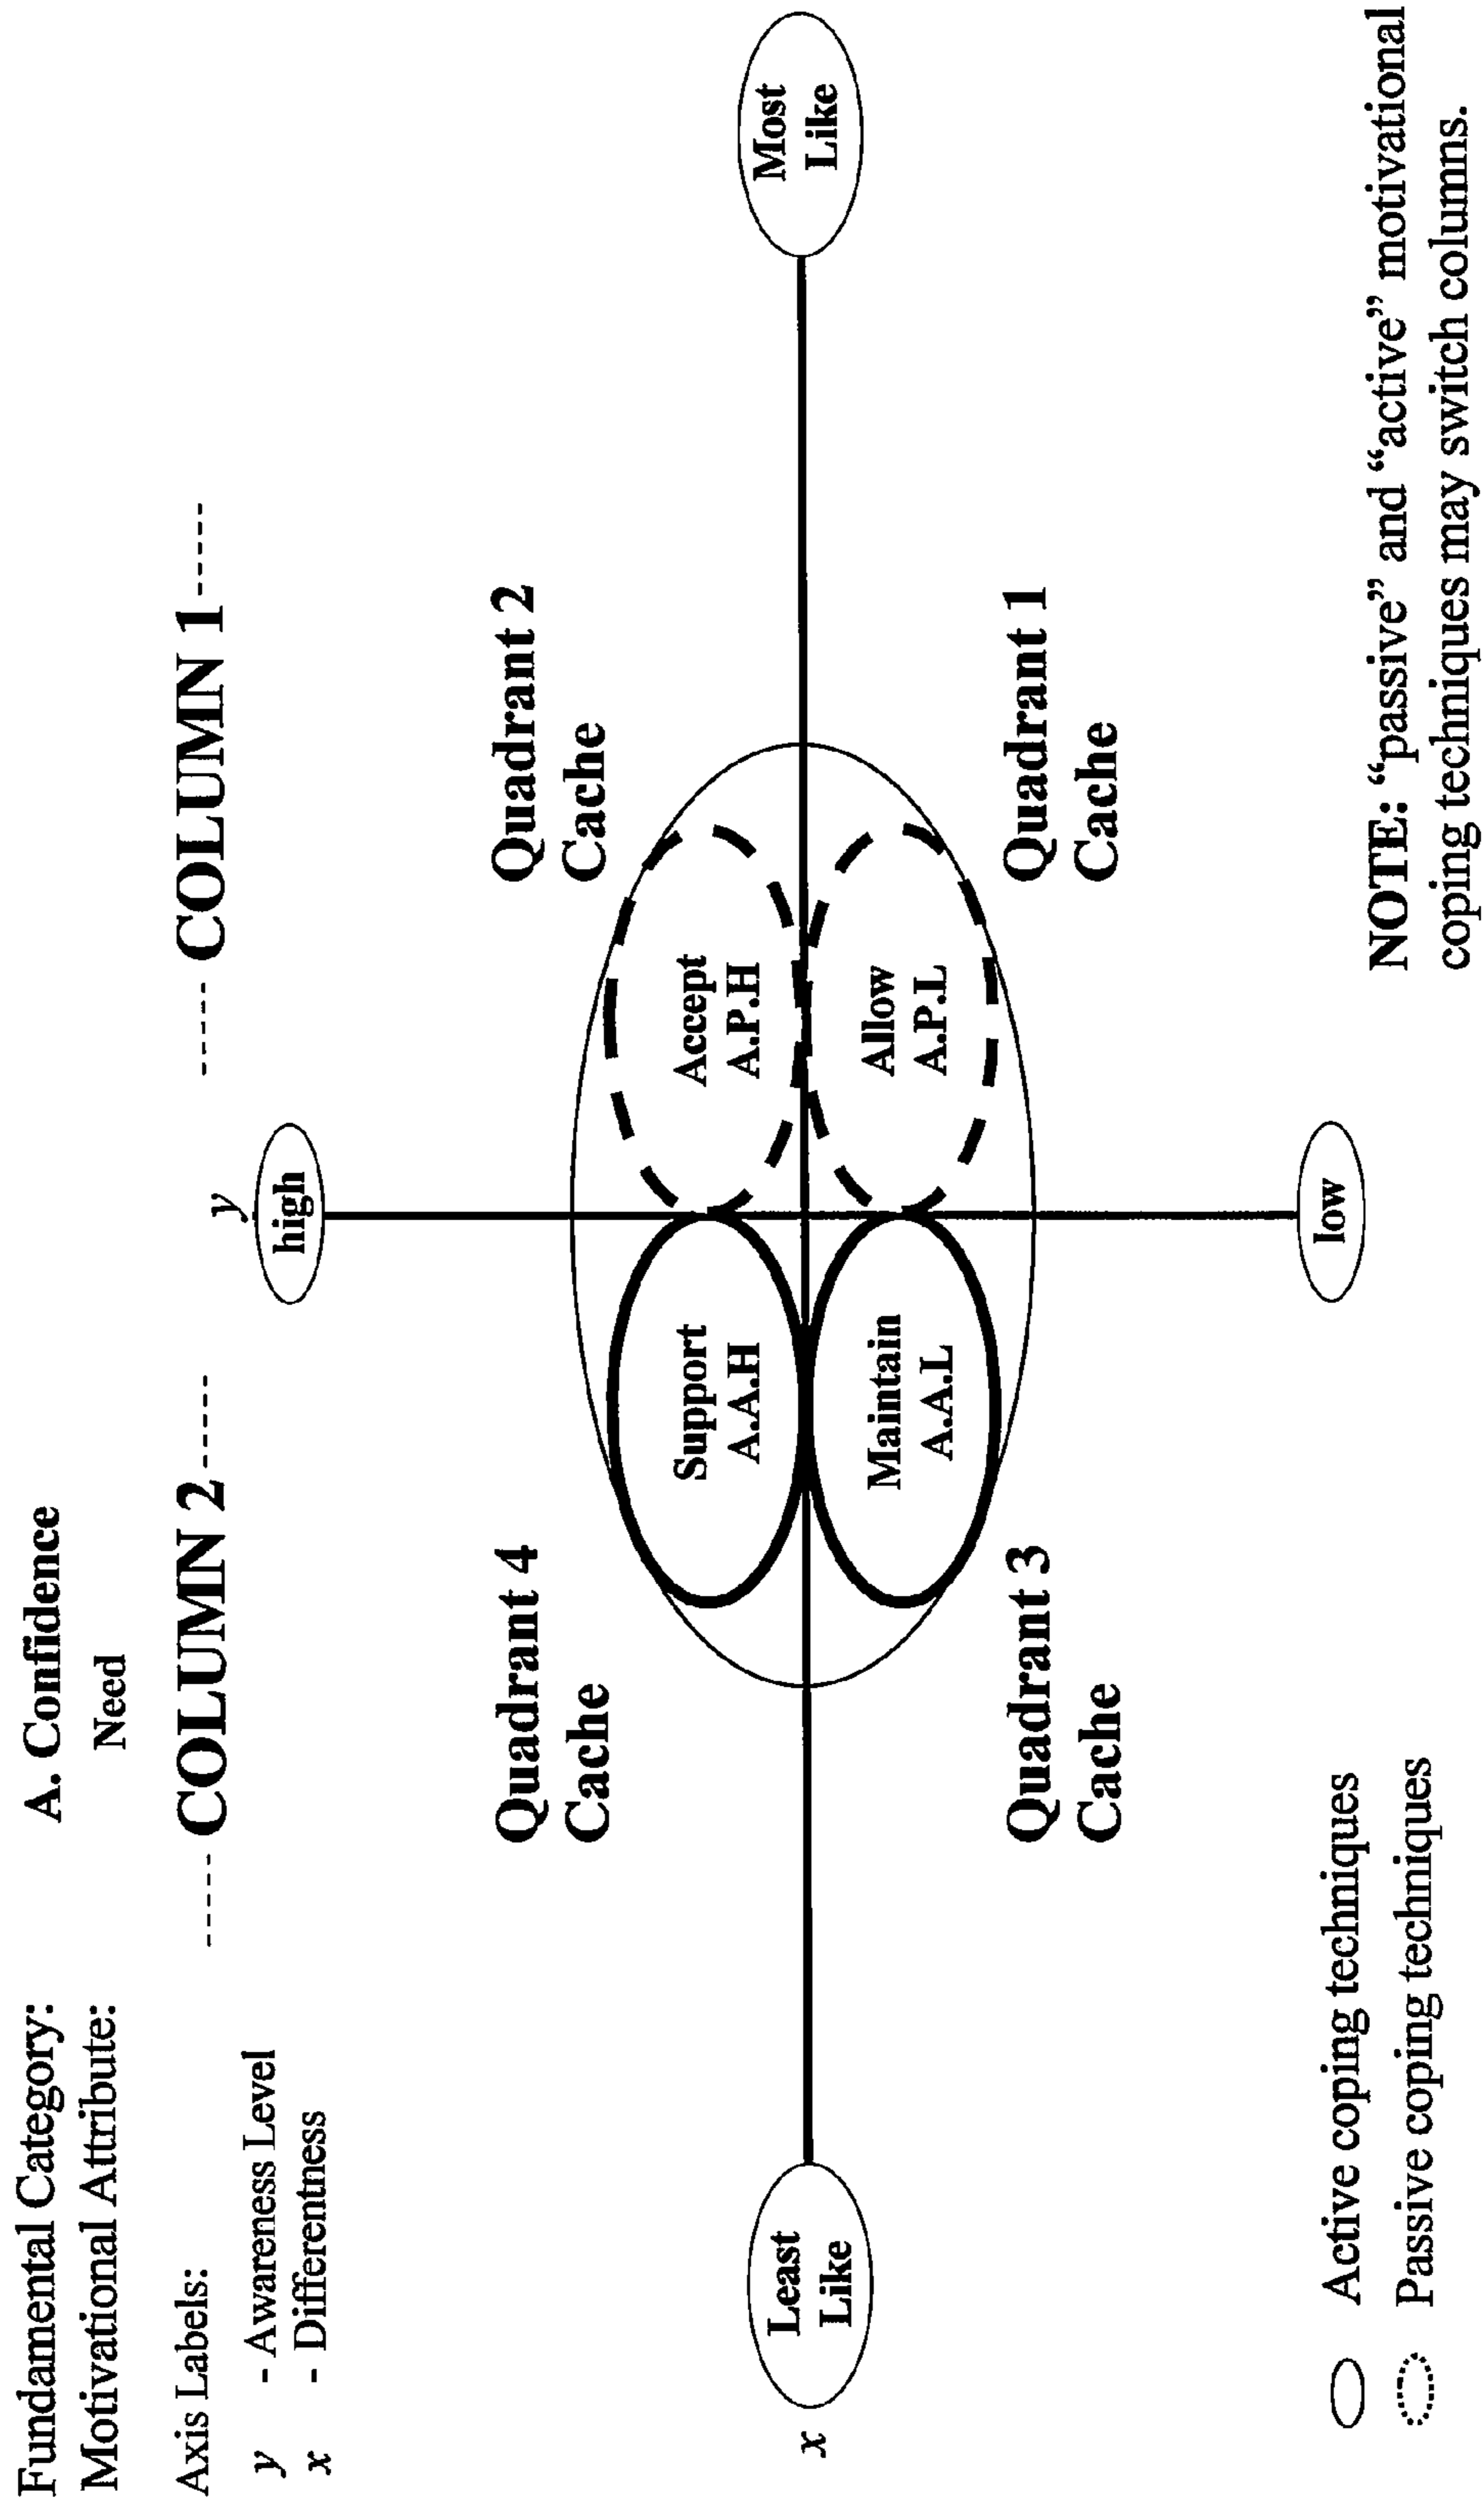 Fundamental Category: A. Confidence
Motivational Attribute: Need
Axis Labels:
y - Awareness Level
x - Differentness
----- COLUMN 2 ----- ----- COLUMN 1 -----
y
high
Quadrant 4
Cache
Quadrant 2
Cache
Support
A.A.H
Accept
A.P.H
x
Least
Like
Most
Like
Maintain
A.A.L
Allow
A.P.L
Quadrant 3
Cache
Quadrant 1
Cache
low
Active coping techniques
Passive coping techniques
NOTE: “passive” and “active” motivational
coping techniques may switch columns.